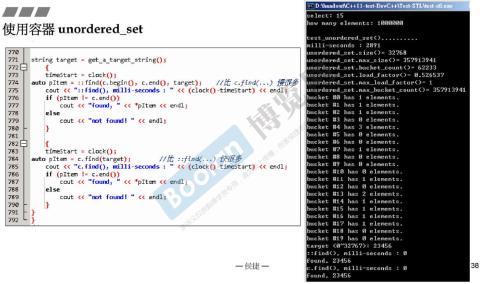 使用容器 unordered_set
770
771 string target = get_a_target_string();
772 {
773 timeStart = clock();
774 auto pItem = ::find(c.begin(), c.end(), target); //比 c.find(...) 慢很多
775 cout << "::find(), milli-seconds : " << (clock()-timeStart) << endl;
776 if (pItem != c.end())
777 cout << "found, " << *pItem << endl;
778 else
779 cout << "not found! " << endl;
780 }
781
782 {
783 timeStart = clock();
784 auto pItem = c.find(target); //比 ::find(...) 快很多
785 cout << "c.find(), milli-seconds : " << (clock()-timeStart) << endl;
786 if (pItem != c.end())
787 cout << "found, " << *pItem << endl;
788 else
789 cout << "not found! " << endl;
790 }
791 }
792 }
博览
Boolan
— 侯捷 —
38
D:\handout\C++11-test-DevC++\Test-STL\test-stl.exe
select: 15
how many elements: 1000000
test_unordered_set()..........
milli-seconds : 2891
unordered_set.size()= 32768
unordered_set.max_size()= 357913941
unordered_set.bucket_count()= 62233
unordered_set.load_factor()= 0.526537
unordered_set.max_load_factor()= 1
unordered_set.max_bucket_count()= 357913941
bucket #0 has 1 elements.
bucket #1 has 1 elements.
bucket #2 has 1 elements.
bucket #3 has 0 elements.
bucket #4 has 3 elements.
bucket #5 has 0 elements.
bucket #6 has 0 elements.
bucket #7 has 1 elements.
bucket #8 has 0 elements.
bucket #9 has 0 elements.
bucket #10 has 0 elements.
bucket #11 has 1 elements.
bucket #12 has 0 elements.
bucket #13 has 2 elements.
bucket #14 has 1 elements.
bucket #15 has 1 elements.
bucket #16 has 1 elements.
bucket #17 has 1 elements.
bucket #18 has 0 elements.
bucket #19 has 0 elements.
target (0~32767): 23456
::find(), milli-seconds : 0
found, 23456
c.find(), milli-seconds : 0
found, 23456